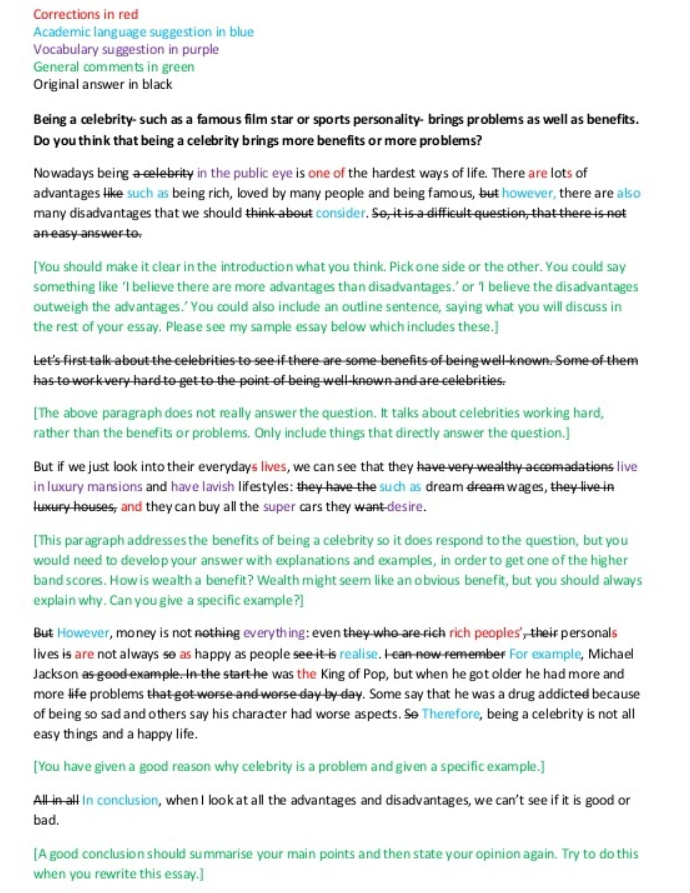 Corrections in red
Academic language suggestion in blue
Vocabulary suggestion in purple
General comments in green
Original answer in black
Being a celebrity- such as a famous film star or sports personality- brings problems as well as benefits.
Do you think that being a celebrity brings more benefits or more problems?
Nowadays being a celebrity in the public eye is one of the hardest ways of life. There are lots of
advantages like such as being rich, loved by many people and being famous, but however, there are also
many disadvantages that we should think about consider. So, it is a difficult question, that there is not
an easy answer to.
[You should make it clear in the introduction what you think. Pick one side or the other. You could say
something like ‘I believe there are more advantages than disadvantages.’ or ‘I believe the disadvantages
outweigh the advantages.’ You could also include an outline sentence, saying what you will discuss in
the rest of your essay. Please see my sample essay below which includes these.]
Let’s first talk about the celebrities to see if there are some benefits of being well-known. Some of them
has to work very hard to get to the point of being well-known and are celebrities.
[The above paragraph does not really answer the question. It talks about celebrities working hard,
rather than the benefits or problems. Only include things that directly answer the question.]
But if we just look into their everydays lives, we can see that they have very wealthy accomadations live
in luxury mansions and have lavish lifestyles: they have the such as dream dream wages, they live in
luxury houses, and they can buy all the super cars they want desire.
[This paragraph addresses the benefits of being a celebrity so it does respond to the question, but you
would need to develop your answer with explanations and examples, in order to get one of the higher
band scores. How is wealth a benefit? Wealth might seem like an obvious benefit, but you should always
explain why. Can you give a specific example?]
But However, money is not nothing everything: even they who are rich rich peoples’, their personals
lives is are not always so as happy as people see it is realise. I can now remember For example, Michael
Jackson as good example. In the start he was the King of Pop, but when he got older he had more and
more life problems that got worse and worse day by day. Some say that he was a drug addicted because
of being so sad and others say his character had worse aspects. So Therefore, being a celebrity is not all
easy things and a happy life.
[You have given a good reason why celebrity is a problem and given a specific example.]
All in all In conclusion, when I look at all the advantages and disadvantages, we can’t see if it is good or
bad.
[A good conclusion should summarise your main points and then state your opinion again. Try to do this
when you rewrite this essay.]